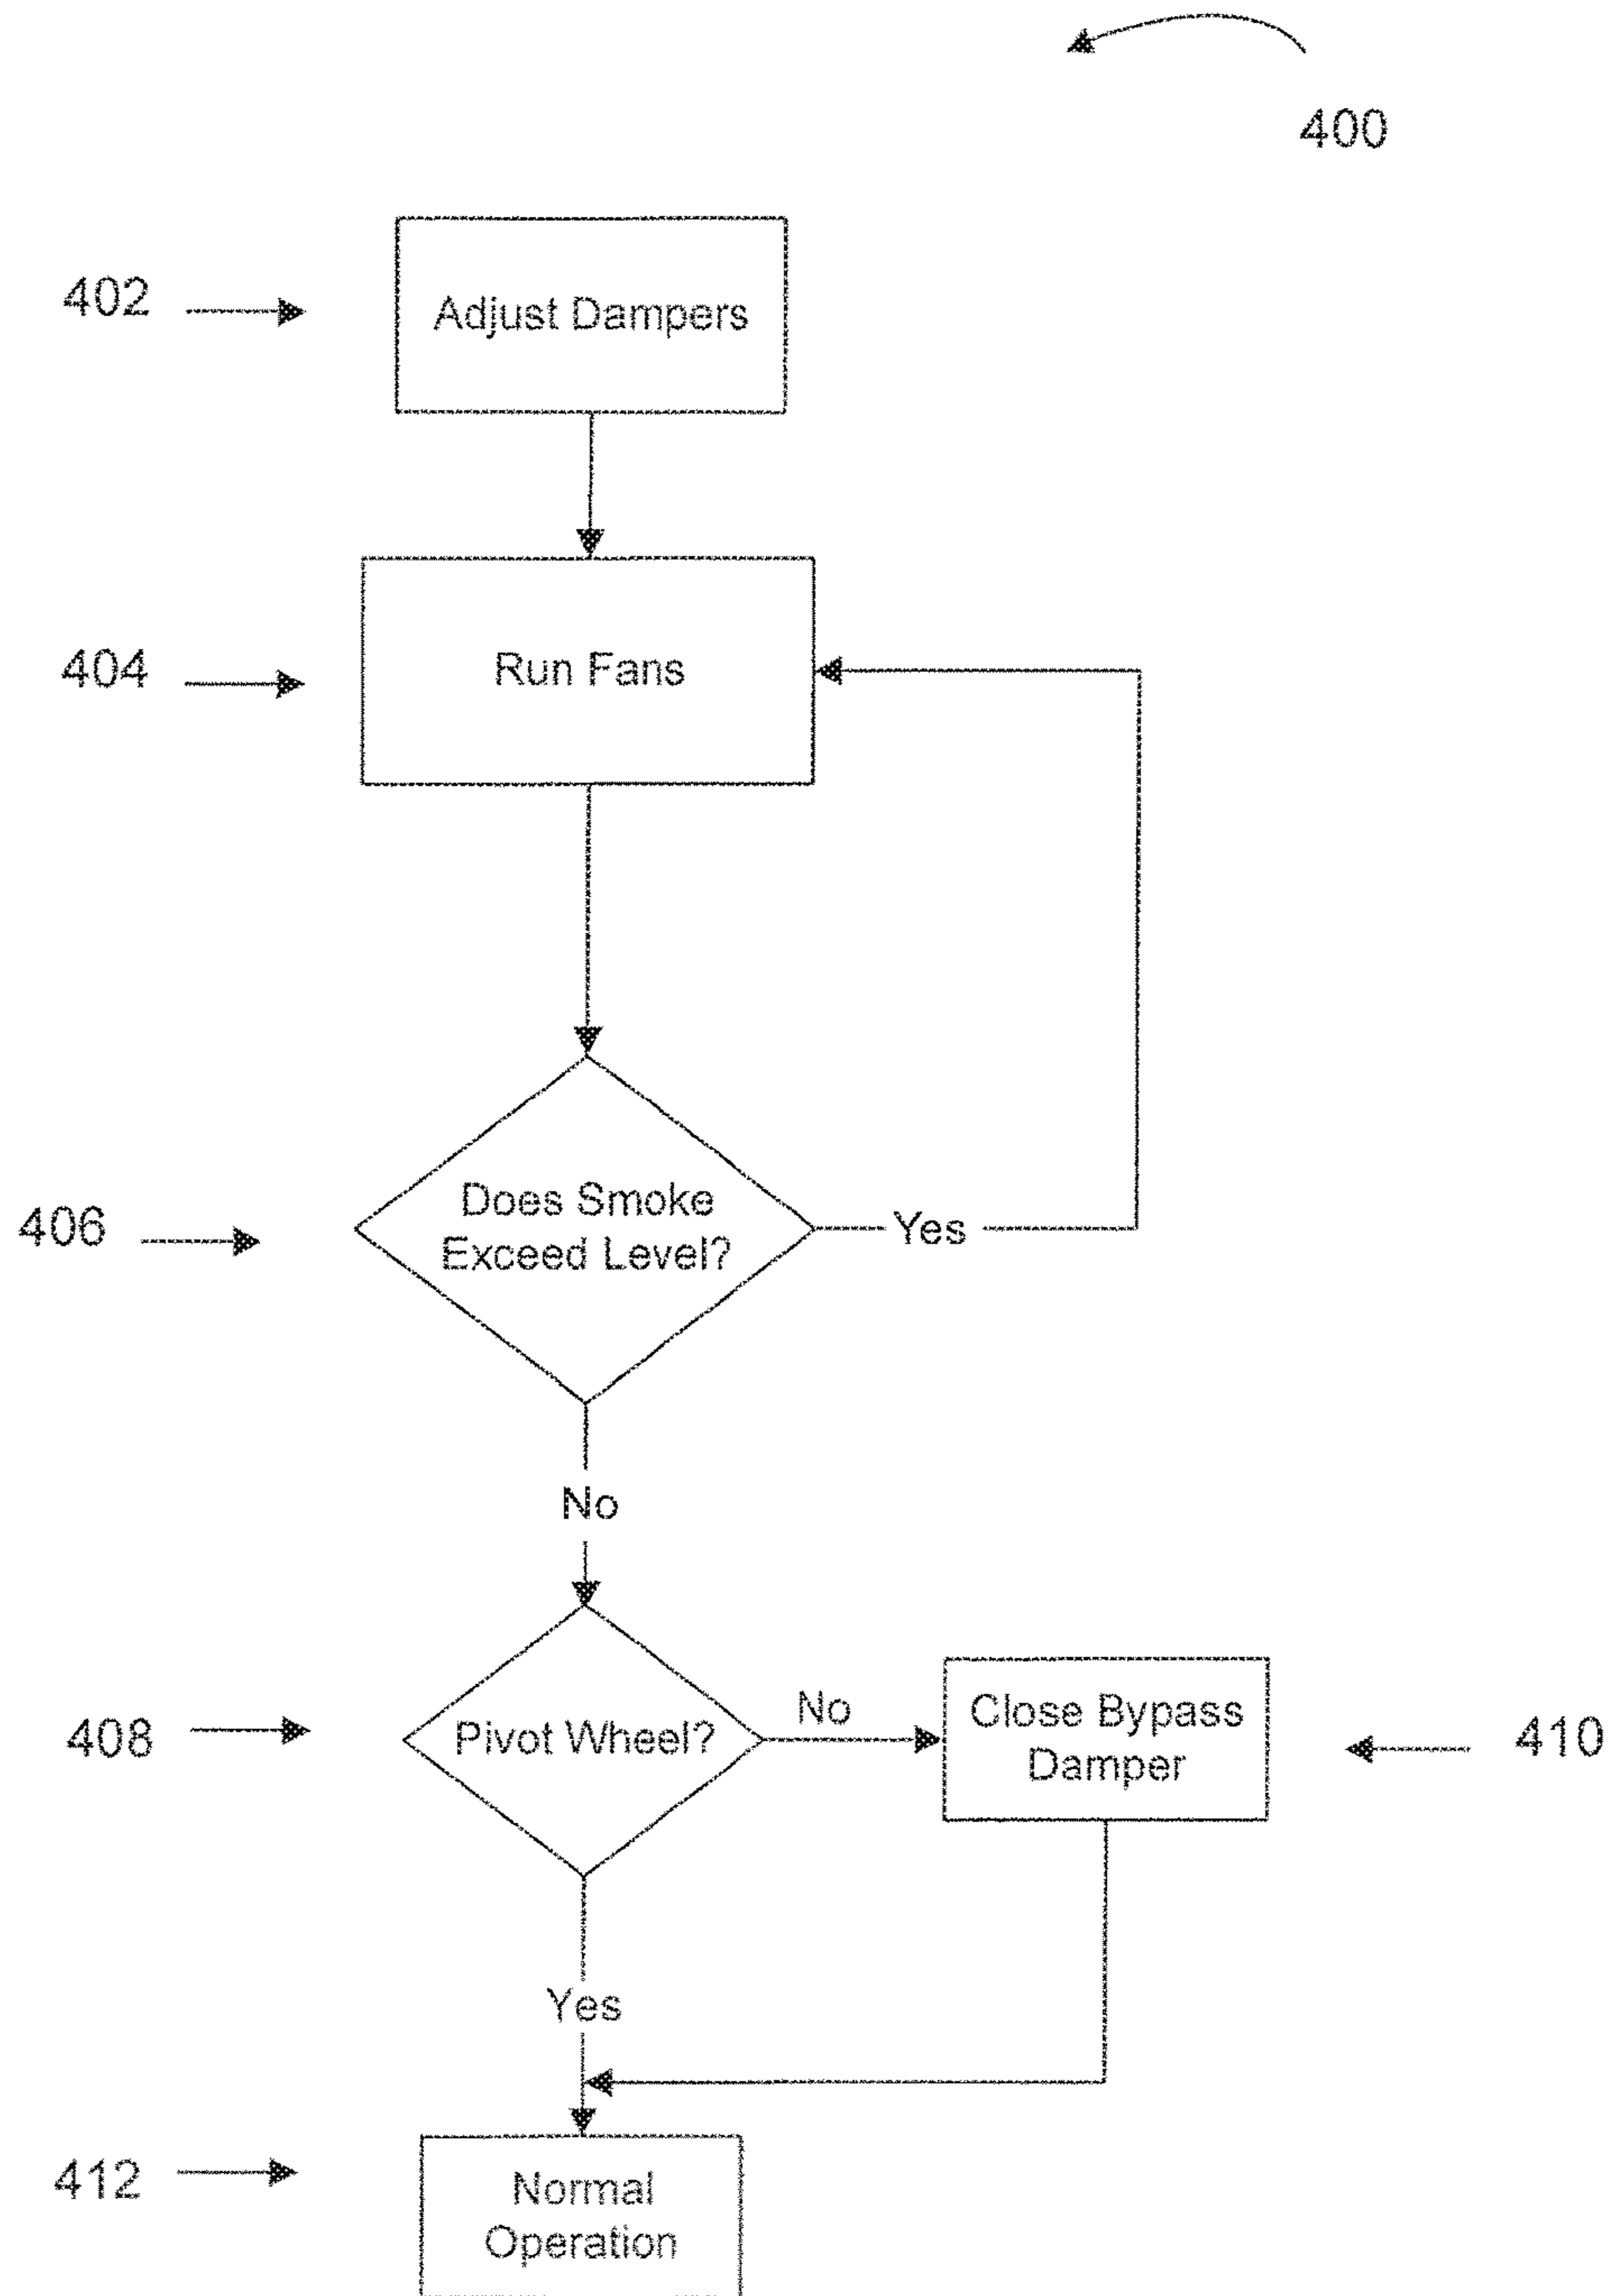 400
402
Adjust Dampers
404
Run Fans
406
Does Smoke
Exceed Level?
Yes
No
408
Pivot Wheel?
No
Close Bypass
Damper
410
Yes
412
Normal
Operation